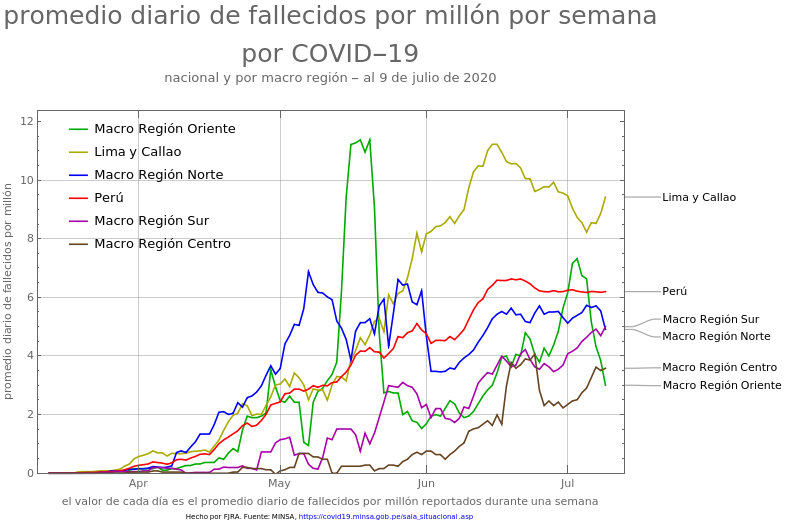 promedio diario de fallecidos por millón por semana
por COVID−19
nacional y por macro región − al 9 de julio de 2020
promedio diario de fallecidos por millón
12
10
8
6
4
2
0
Macro Región Oriente
Lima y Callao
Macro Región Norte
Perú
Macro Región Sur
Macro Región Centro
Lima y Callao
Perú
Macro Región Sur
Macro Región Norte
Macro Región Centro
Macro Región Oriente
Apr May Jun Jul
el valor de cada día es el promedio diario de fallecidos por millón reportados durante una semana
Hecho por FJRA. Fuente: MINSA, https://covid19.minsa.gob.pe/sala_situacional.asp